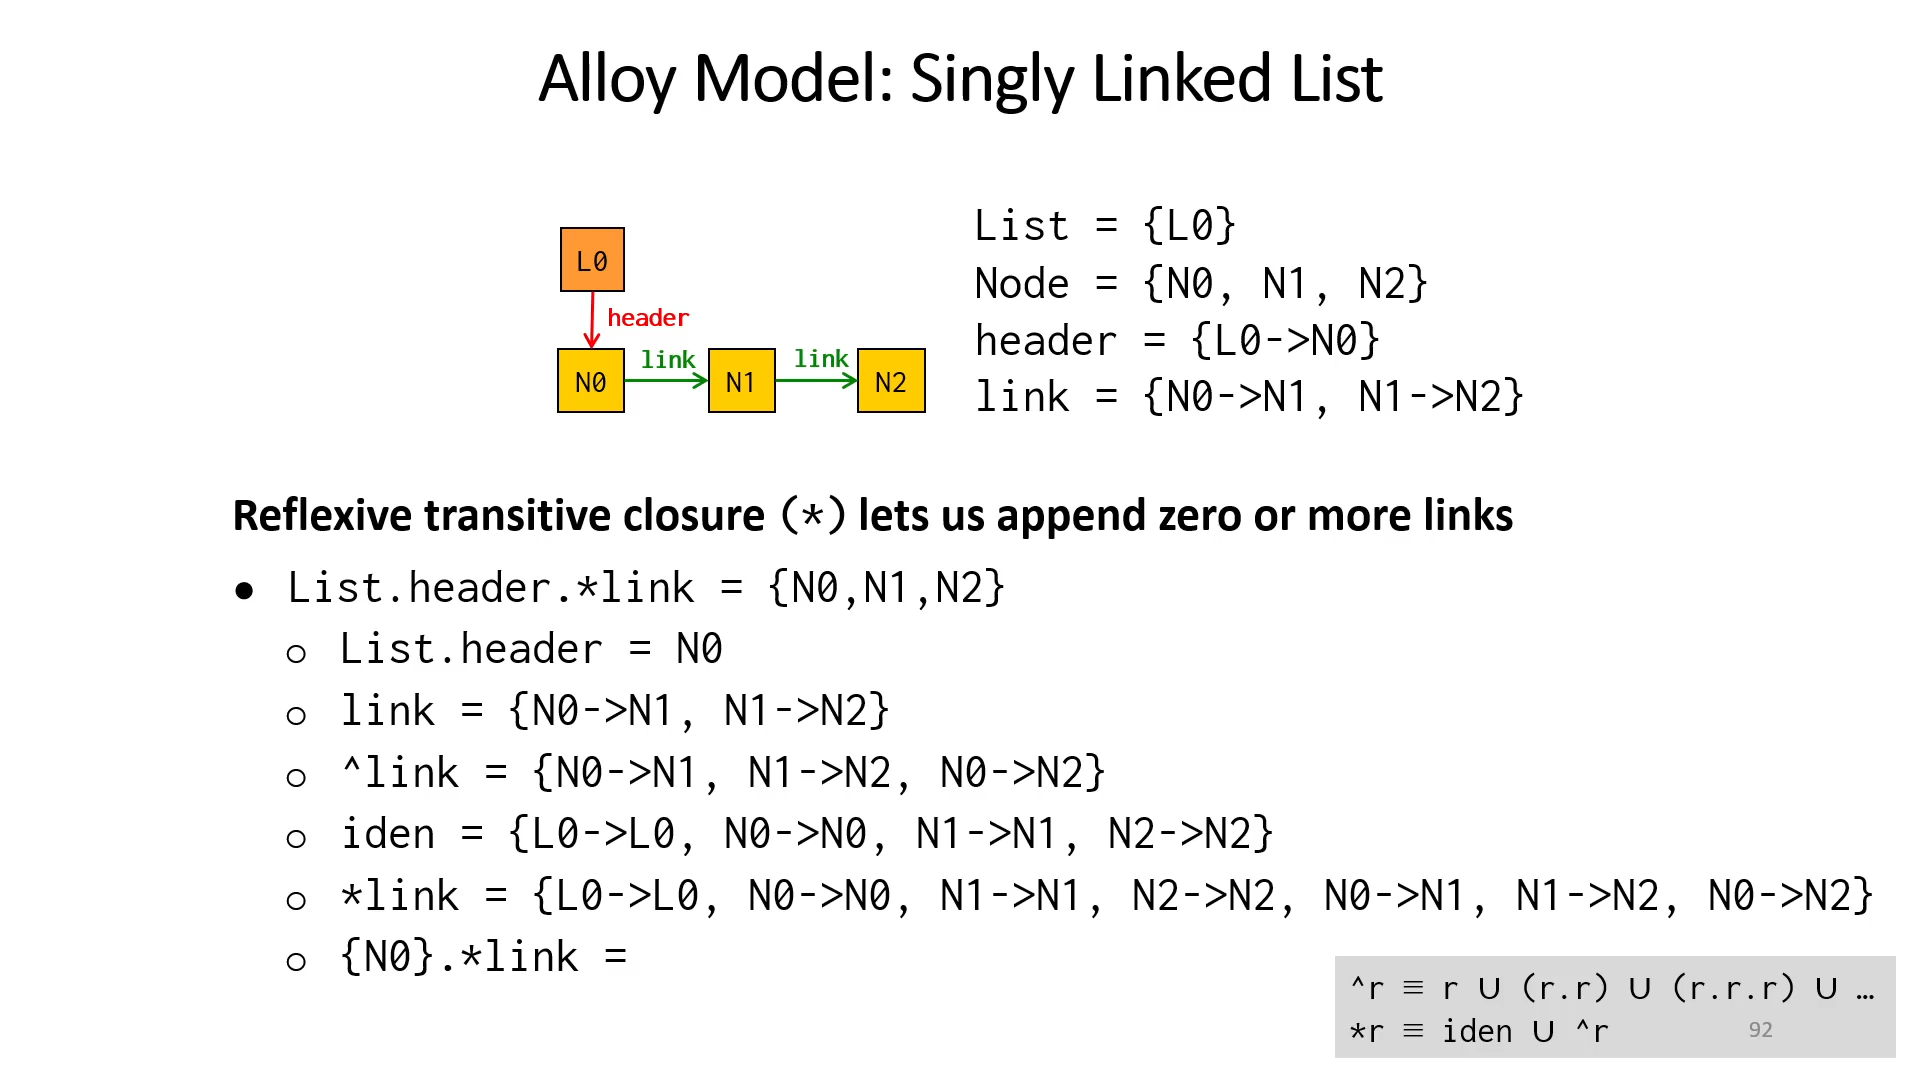 Alloy Model: Singly Linked List
L0
header
link
link
N0
N1
N2
List = {L0}
Node = {N0, N1, N2}
header = {L0->N0}
link = {N0->N1, N1->N2}
Reflexive transitive closure (*) lets us append zero or more links
● List.header.*link = {N0,N1,N2}
○ List.header = N0
○ link = {N0->N1, N1->N2}
○ ^link = {N0->N1, N1->N2, N0->N2}
○ iden = {L0->L0, N0->N0, N1->N1, N2->N2}
○ *link = {L0->L0, N0->N0, N1->N1, N2->N2, N0->N1, N1->N2, N0->N2}
○ {N0}.*link =
^r ≡ r ∪ (r.r) ∪ (r.r.r) ∪ …
*r ≡ iden ∪ ^r
92